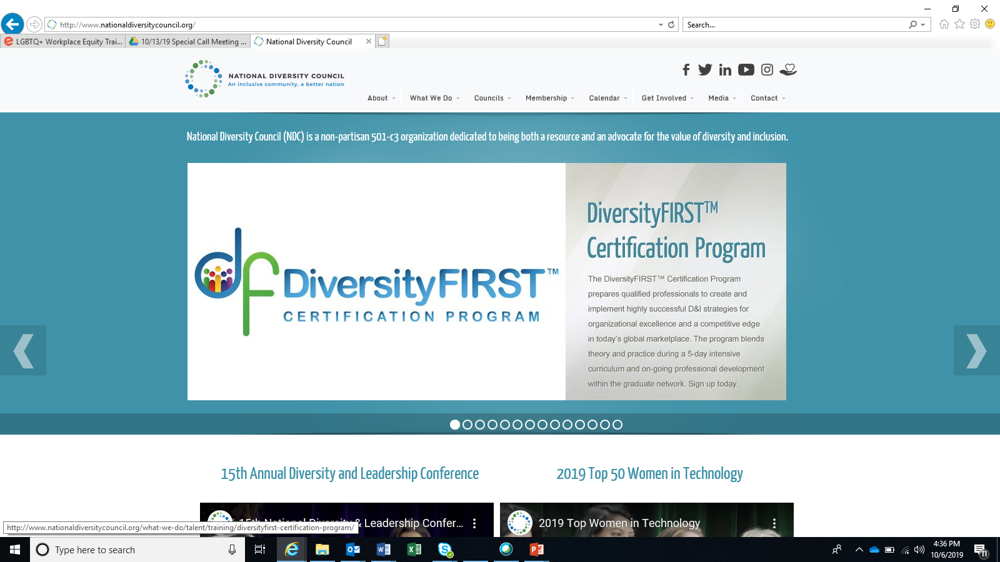 http://www.nationaldiversitycouncil.org/
Search...
LGBTQ+ Workplace Equity Trai...
10/13/19 Special Call Meeting ...
National Diversity Council
NATIONAL DIVERSITY COUNCIL
An inclusive community, a better nation
About
What We Do
Councils
Membership
Calendar
Get Involved
Media
Contact
National Diversity Council (NDC) is a non-partisan 501-c3 organization dedicated to being both a resource and an advocate for the value of diversity and inclusion.
df DiversityFIRST™
CERTIFICATION PROGRAM
DiversityFIRST™
Certification Program
The DiversityFIRST™ Certification Program
prepares qualified professionals to create and
implement highly successful D&I strategies for
organizational excellence and a competitive edge
in today's global marketplace. The program blends
theory and practice during a 5-day intensive
curriculum and on-going professional development
within the graduate network. Sign up today.
15th Annual Diversity and Leadership Conference
2019 Top 50 Women in Technology
15th National Diversity & Leadership Confer...
2019 Top Women in Technology
http://www.nationaldiversitycouncil.org/what-we-do/talent/training/diversityfirst-certification-program/
Type here to search
4:36 PM
10/6/2019
11